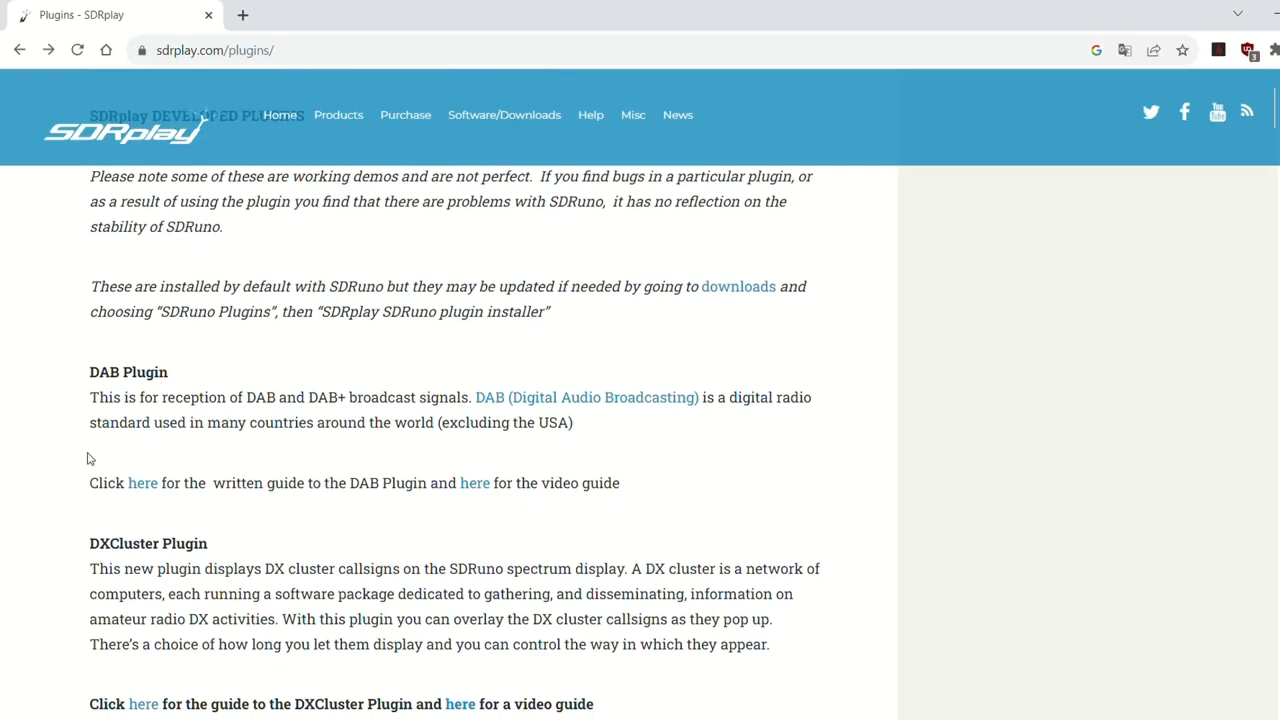 Plugins - SDRplay
sdrplay.com/plugins/
3
SDRplay DEVELOPED PLUGINS
SDRplay
Home Products Purchase Software/Downloads Help Misc News
You Tube
Please note some of these are working demos and are not perfect. If you find bugs in a particular plugin, or
as a result of using the plugin you find that there are problems with SDRuno, it has no reflection on the
stability of SDRuno.
These are installed by default with SDRuno but they may be updated if needed by going to downloads and
choosing “SDRuno Plugins”, then “SDRplay SDRuno plugin installer”
DAB Plugin
This is for reception of DAB and DAB+ broadcast signals. DAB (Digital Audio Broadcasting) is a digital radio
standard used in many countries around the world (excluding the USA)
Click here for the written guide to the DAB Plugin and here for the video guide
DXCluster Plugin
This new plugin displays DX cluster callsigns on the SDRuno spectrum display. A DX cluster is a network of
computers, each running a software package dedicated to gathering, and disseminating, information on
amateur radio DX activities. With this plugin you can overlay the DX cluster callsigns as they pop up.
There’s a choice of how long you let them display and you can control the way in which they appear.
Click here for the guide to the DXCluster Plugin and here for a video guide